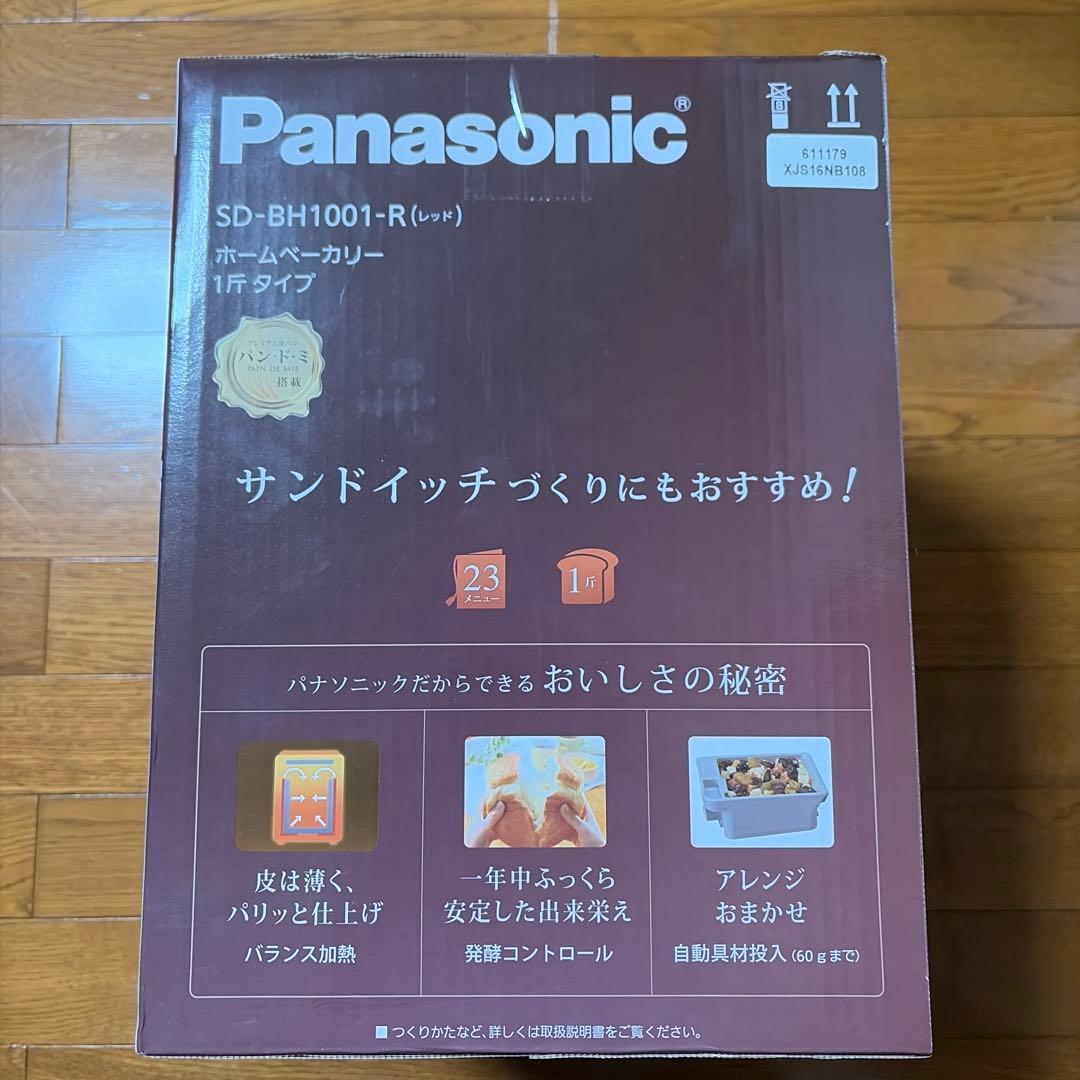 Panasonic®
8
611179
XJS16NB108
SD-BH1001-R(レッド)
ホームベーカリー
1斤 タイプ
プレミアム食パン
パン・ド・ミ
PAIN DE MIE
搭載
サンドイッチづくりにもおすすめ!
23
メニュー
1斤
パナソニックだからできる おいしさの秘密
皮は薄く、
パリッと仕上げ
バランス加熱
一年中ふっくら
安定した出来栄え
発酵コントロール
アレンジ
おまかせ
自動具材投入(60gまで)
■ つくりかたなど、詳しくは取扱説明書をご覧ください。